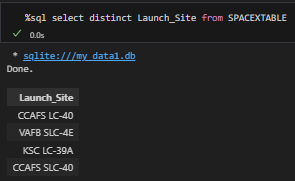 %sql select distinct Launch_Site from SPACEXTABLE
0.0s
* sqlite:///my_data1.db
Done.
Launch_Site
CCAFS LC-40
VAFB SLC-4E
KSC LC-39A
CCAFS SLC-40